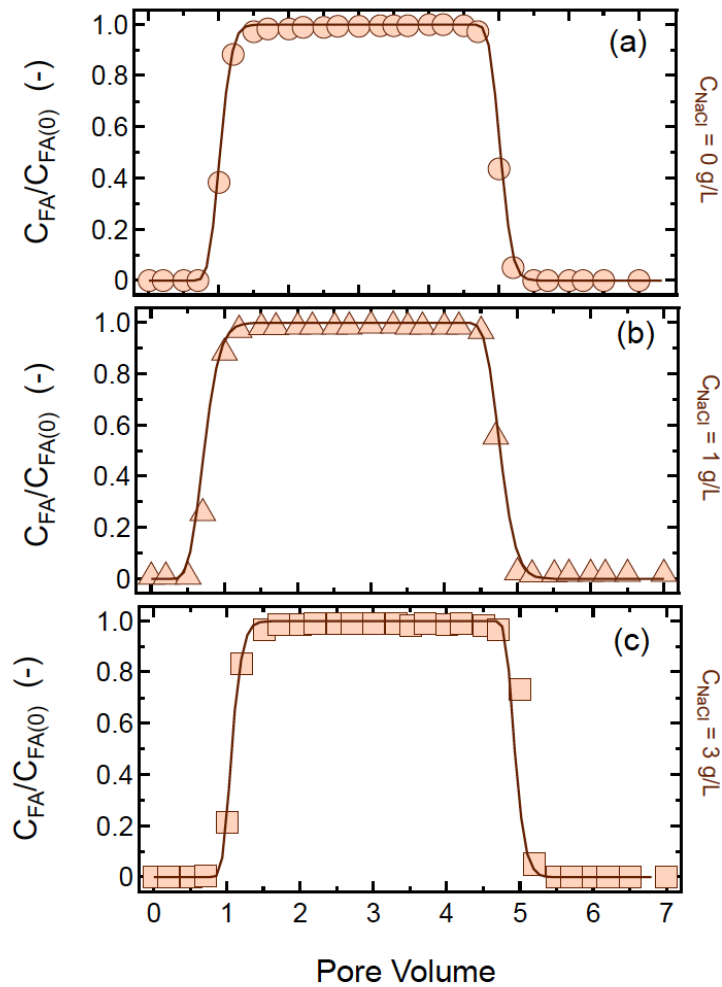 (a)
1.0
0.8
0.6
0.4
0.2
0
C_FA/C_FA(0) (-)
C_NaCl = 0 g/L
(b)
1.0
0.8
0.6
0.4
0.2
0
C_FA/C_FA(0) (-)
C_NaCl = 1 g/L
(c)
1.0
0.8
0.6
0.4
0.2
0
C_FA/C_FA(0) (-)
C_NaCl = 3 g/L
0 1 2 3 4 5 6 7
Pore Volume